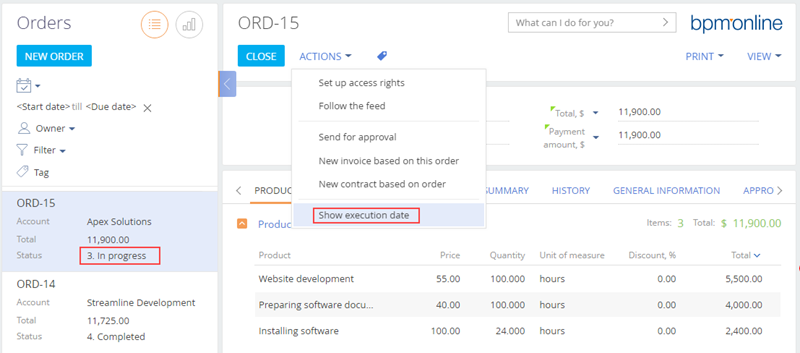 Orders
NEW ORDER
<Start date> till <Due date>
Owner
Filter
Tag
ORD-15
Account Apex Solutions
Total 11,900.00
Status 3. In progress
ORD-14
Account Streamline Development
Total 11,725.00
Status 4. Completed
ORD-15
What can I do for you?
bpm'online
CLOSE ACTIONS PRINT VIEW
Set up access rights
Follow the feed
Send for approval
New invoice based on this order
New contract based on order
Show execution date
Total, $ 11,900.00
Payment
amount, $ 11,900.00
PRODU SUMMARY HISTORY GENERAL INFORMATION APPRO
Produc Items: 3 Total: $ 11,900.00
Product Price Quantity Unit of measure Discount, % Total
Website development 55.00 100.000 hours 0.00 5,500.00
Preparing software docu... 40.00 100.000 hours 0.00 4,000.00
Installing software 100.00 24.000 hours 0.00 2,400.00